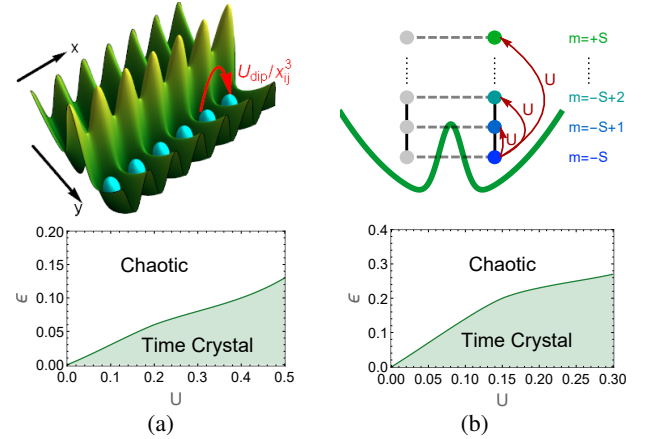 x
y
U_dip/x_ij^3
m=+S
m=-S+2
m=-S+1
m=-S
U
U
U
0.20
0.15
0.10
0.05
0.00
ϵ
Chaotic
Time Crystal
0.0 0.1 0.2 0.3 0.4 0.5
U
(a)
0.4
0.3
0.2
0.1
0.0
ϵ
Chaotic
Time Crystal
0.00 0.05 0.10 0.15 0.20 0.25 0.30
U
(b)